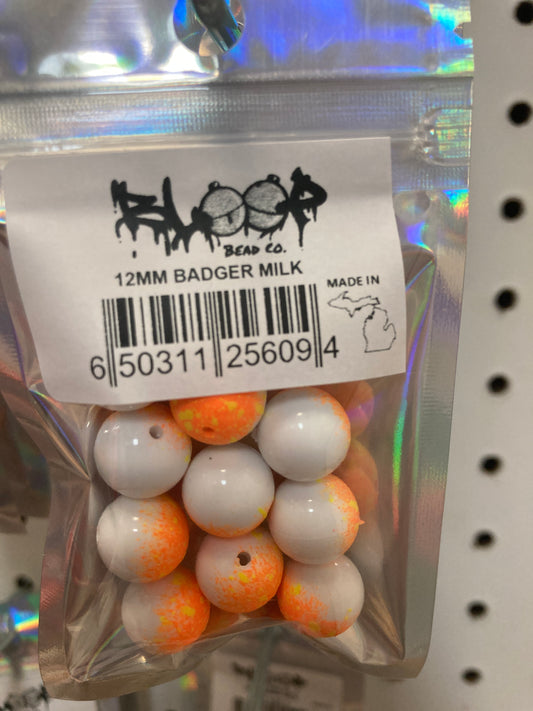 BLOOP
BEAD CO.
12MM BADGER MILK
MADE IN
6 50311 25609 4